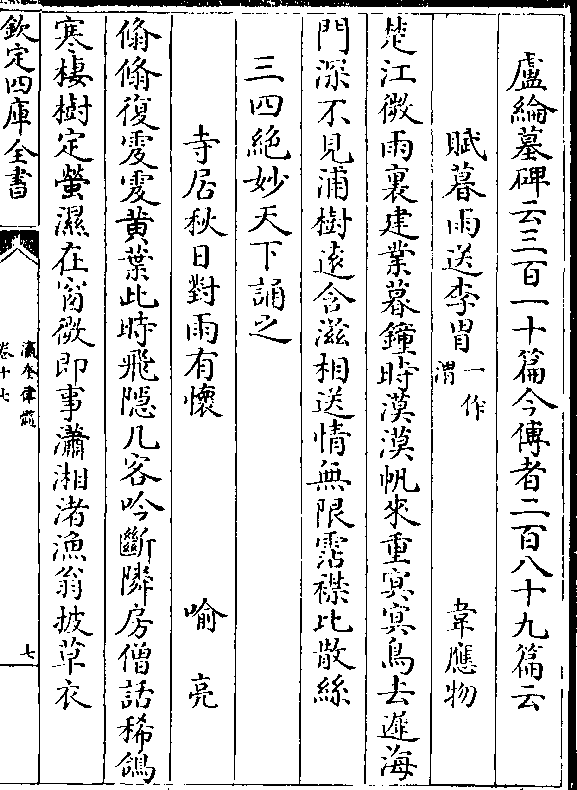 盧綸墓碑云三百一十篇今傳者二百八十九篇云
賦暮雨送李胄一作渭 韋應物
楚江微雨裏建業暮鐘時漠漠帆來重冥冥鳥去遲海
門深不見浦樹遠含滋相送情無限霑襟比散絲
三四絶妙天下誦之
寺居秋日對雨有懷 喻亮
翛翛復霎霎黄葉此時飛隠几客吟斷隣房僧話稀鴿
寒棲樹定螢濕在窗微即事瀟湘渚漁翁披草衣
欽定四庫全書
瀛奎律髓
卷十七
七